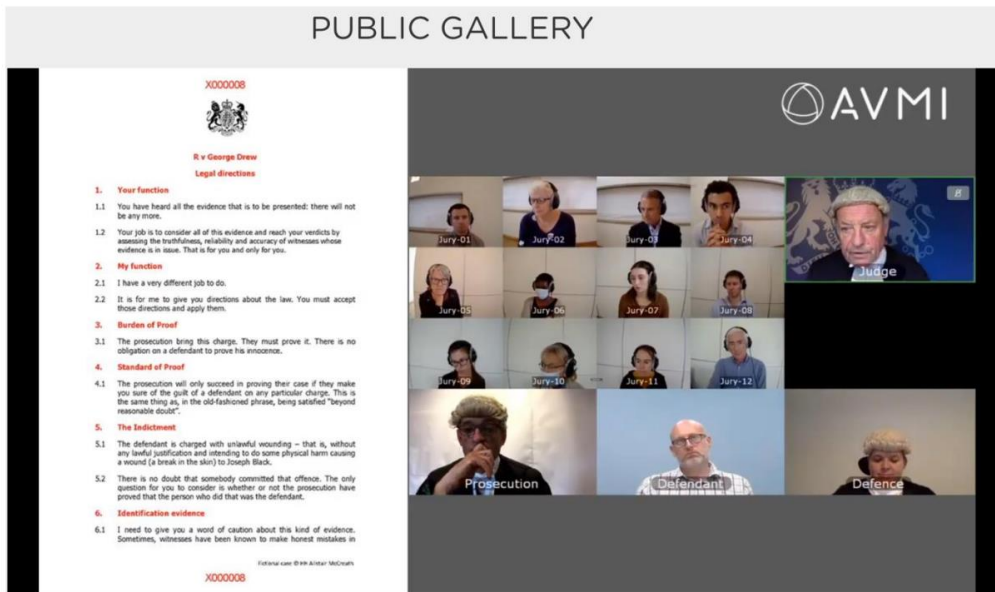 PUBLIC GALLERY
X000008
R v George Drew
Legal directions
1. Your function
1.1 You have heard all the evidence that is to be presented: there will not
be any more.
1.2 Your job is to consider all of this evidence and reach your verdicts by
assessing the truthfulness, reliability and accuracy of witnesses whose
evidence is in issue. That is for you and only for you.
2. My function
2.1 I have a very different job to do.
2.2 It is for me to give you directions about the law. You must accept
those directions and apply them.
3. Burden of Proof
3.1 The prosecution bring this charge. They must prove it. There is no
obligation on a defendant to prove his innocence.
4. Standard of Proof
4.1 The prosecution will only succeed in proving their case if they make
you sure of the guilt of a defendant on any particular charge. This is
the same thing as, in the old-fashioned phrase, being satisfied "beyond
reasonable doubt".
5. The Indictment
5.1 The defendant is charged with unlawful wounding – that is, without
any lawful justification and intending to do some physical harm causing
a wound (a break in the skin) to Joseph Black.
5.2 There is no doubt that somebody committed that offence. The only
question for you to consider is whether or not the prosecution have
proved that the person who did that was the defendant.
6. Identification evidence
6.1 I need to give you a word of caution about this kind of evidence.
Sometimes, witnesses have been known to make honest mistakes in
Fictional case © HH Alistair McCreath
X000008
AVMI
Jury-01 Jury-02 Jury-03 Jury-04
Judge
Jury-05 Jury-06 Jury-07 Jury-08
Jury-09 Jury-10 Jury-11 Jury-12
Prosecution Defendant Defence